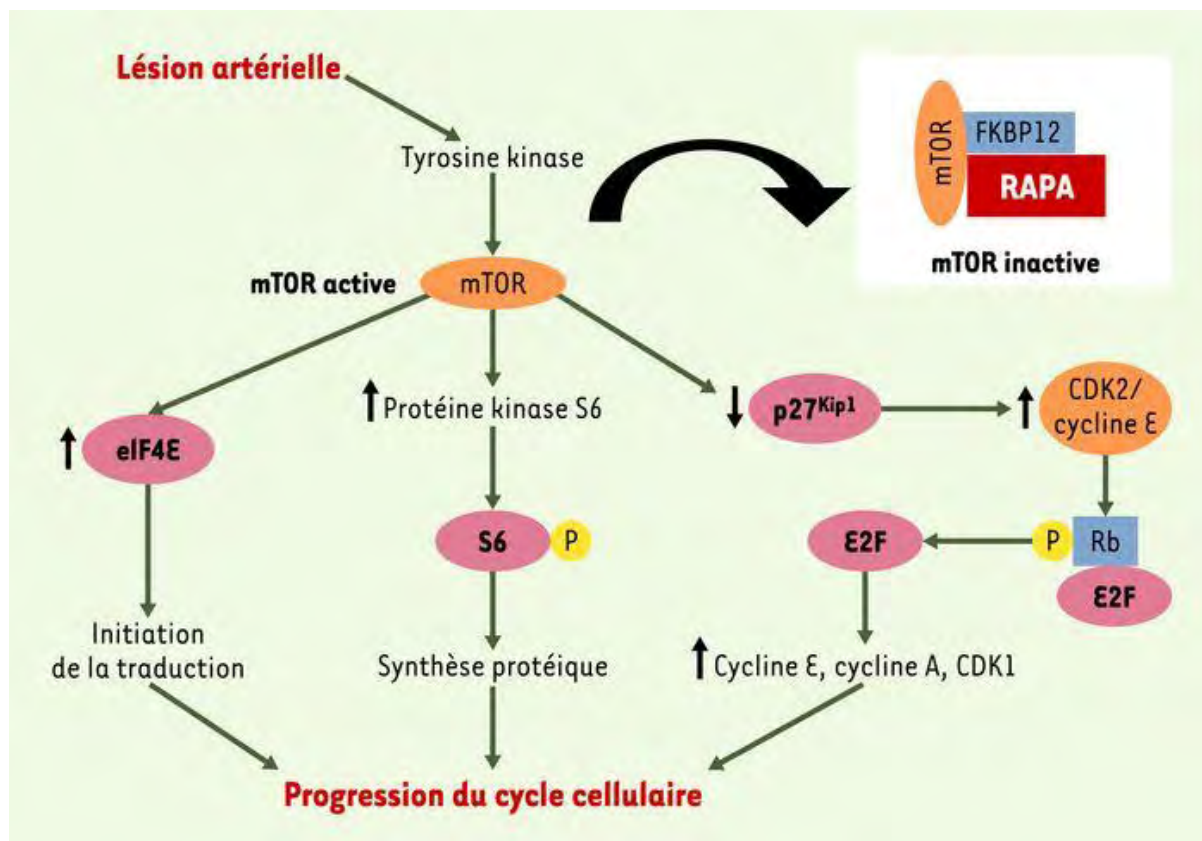 Lésion artérielle
Tyrosine kinase
mTOR
FKBP12
RAPA
mTOR inactive
mTOR active
mTOR
eIF4E
Protéine kinase S6
p27Kip1
CDK2/
cycline E
S6
P
E2F
P
Rb
E2F
Initiation
de la traduction
Synthèse protéique
Cycline E, cycline A, CDK1
Progression du cycle cellulaire